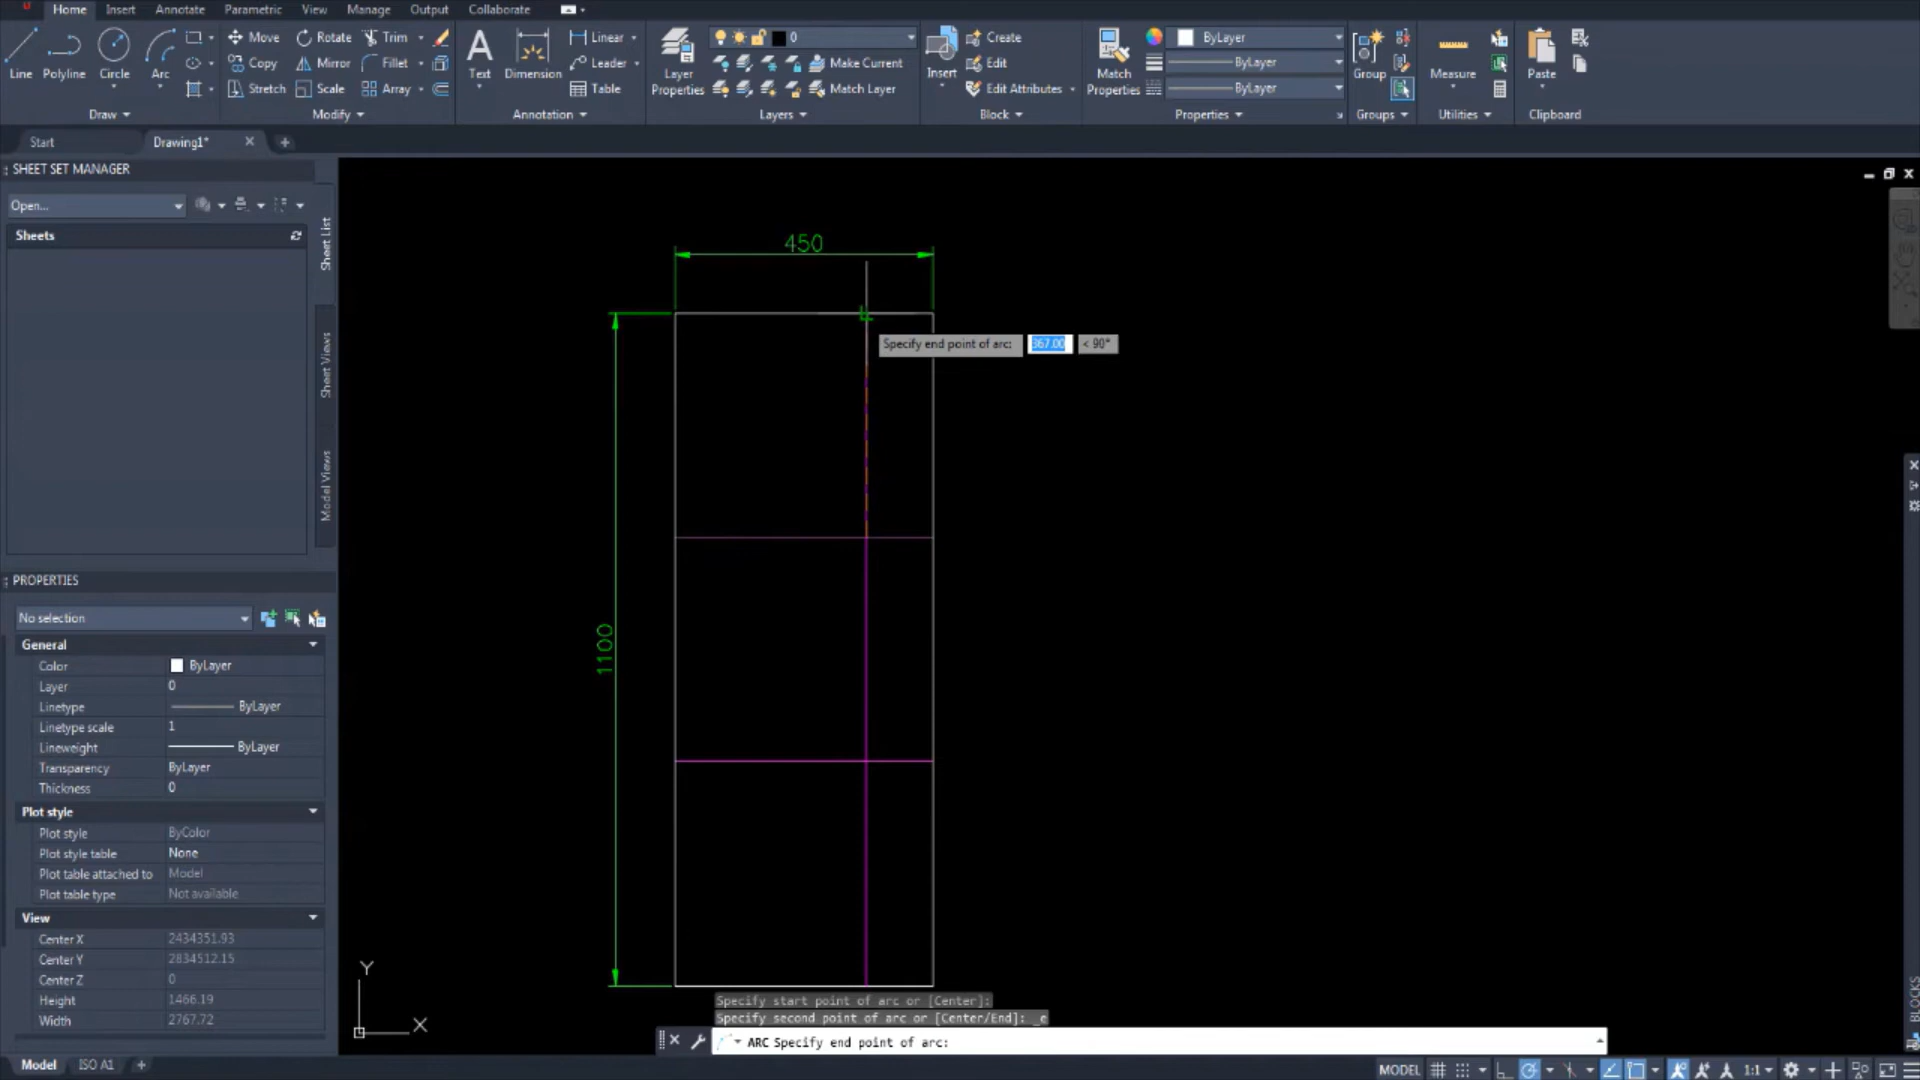 Home Insert Annotate Parametric View Manage Output Collaborate
Line Polyline Circle Arc
Move Rotate Trim
Copy Mirror Fillet
Stretch Scale Array
Draw Modify
Text Dimension
Linear
Leader
Table
Annotation
Layer Properties
0
Make Current
Match Layer
Layers
Insert
Create
Edit
Edit Attributes
Block
Match Properties
ByLayer
ByLayer
ByLayer
Properties
Group
Groups
Measure
Utilities
Paste
Clipboard
Start Drawing1*
SHEET SET MANAGER
Open...
Sheets
Sheet List
Sheet Views
Model Views
PROPERTIES
No selection
General
Color ByLayer
Layer 0
Linetype ByLayer
Linetype scale 1
Lineweight ByLayer
Transparency ByLayer
Thickness 0
Plot style
Plot style ByColor
Plot style table None
Plot table attached to Model
Plot table type Not available
View
Center X 2434351.93
Center Y 2834512.15
Center Z 0
Height 1466.19
Width 2767.72
450
Specify end point of arc: 367.00 < 90°
1100
Y
X
Specify start point of arc or [Center]:
Specify second point of arc or [Center/End]: _e
ARC Specify end point of arc:
BLOCKS
Model ISO A1
MODEL 1:1